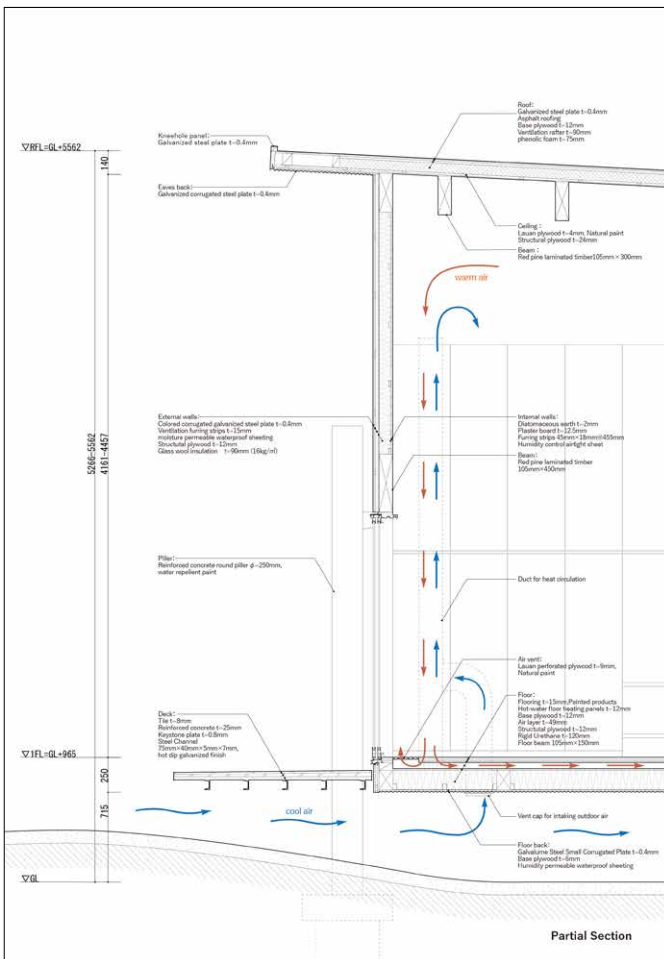 Roof:
Galvanized steel plate t−0.4mm
Asphalt roofing
Base plywood t−12mm
Ventilation rafter t−90mm
phenolic foam t−75mm
Kneehole panel:
Galvanized steel plate t−0.4mm
▽RFL=GL+5562
140
Eaves back:
Galvanized corrugated steel plate t−0.4mm
Ceiling :
Lauan plywood t−4mm, Natural paint
Structural plywood t−24mm
Beam :
Red pine laminated timber105mm × 300mm
warm air
External walls:
Colored corrugated galvanized steel plate t−0.4mm
Ventilation furring strips t−15mm
moisture permeable waterproof sheeting
Structutal plywood t−12mm
Glass wool insulation t−90mm (16kg/㎥)
Internal walls:
Diatomaceous earth t−2mm
Plaster board t−12.5mm
Furring strips 45mm×18mm@455mm
Humidity control airtight sheet
5266−5562
4161−4457
Beam:
Red pine laminated timber
105mm×450mm
Piller:
Reinforced concrete round piller φ−250mm,
water repellent paint
Duct for heat circulation
Air vent:
Lauan perforated plywood t−9mm,
Natural paint
Floor:
Flooring t−15mm,Painted products
Hot-water floor heating panels t−12mm
Base plywood t−12mm
Air layer t−49mm
Structutal plywood t−12mm
Rigid Urethane t−120mm
Floor beam 105mm×150mm
Deck:
Tile t−8mm
Reinforced concrete t−25mm
Keystone plate t−0.8mm
Steel Channel
75mm×40mm×5mm×7mm,
hot dip galvanized finish
▽1FL=GL+965
250
715
cool air
Vent cap for intaking outdoor air
Floor back:
Galvalume Steel Small Corrugated Plate t−0.4mm
Base plywood t−6mm
Humidity permeable waterproof sheeting
▽GL
Partial Section